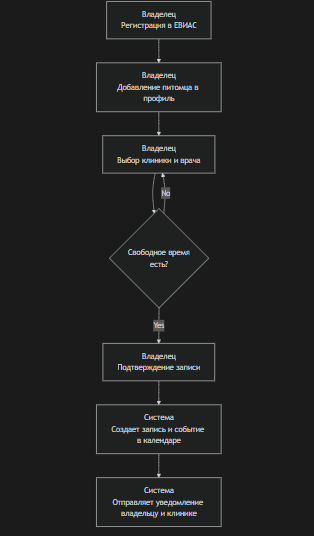 Владелец
Регистрация в ЕВИАС
Владелец
Добавление питомца в
профиль
Владелец
Выбор клиники и врача
No
Свободное время
есть?
Yes
Владелец
Подтверждение записи
Система
Создает запись и событие
в календаре
Система
Отправляет уведомление
владельцу и клинике